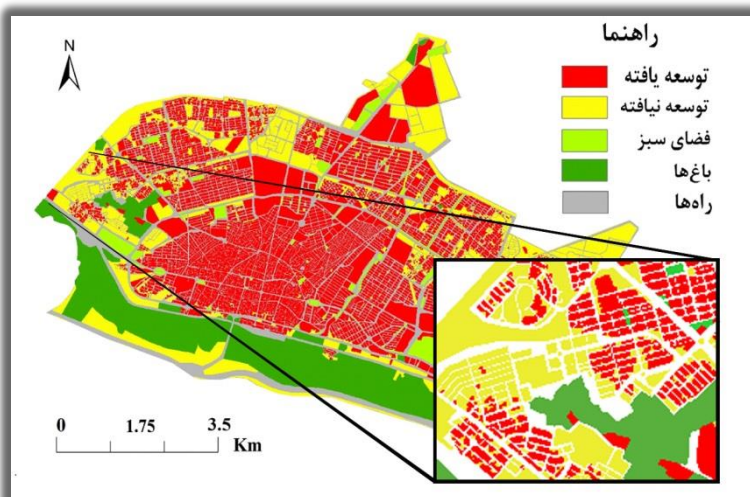 راهنما
N
توسعه یافته
توسعه نیافته
فضای سبز
باغ‌ها
راه‌ها
0 1.75 3.5
Km